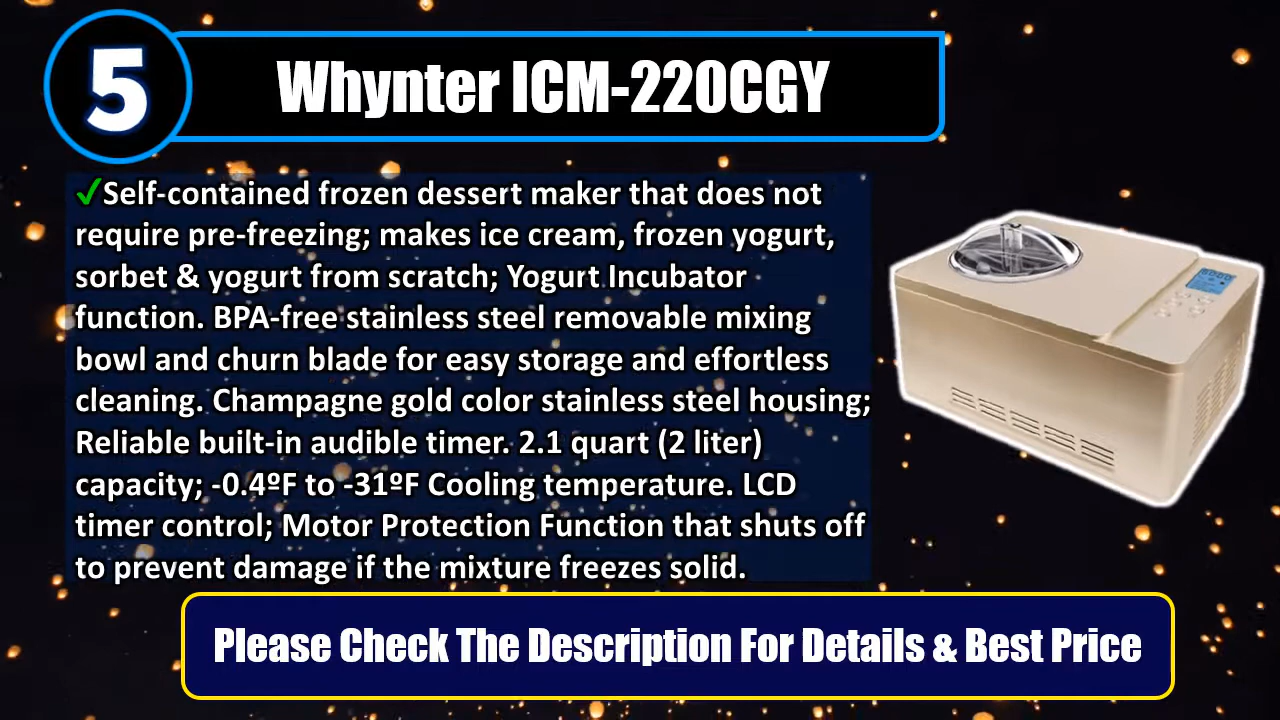 5
Whynter ICM-220CGY
✓Self-contained frozen dessert maker that does not
require pre-freezing; makes ice cream, frozen yogurt,
sorbet & yogurt from scratch; Yogurt Incubator
function. BPA-free stainless steel removable mixing
bowl and churn blade for easy storage and effortless
cleaning. Champagne gold color stainless steel housing;
Reliable built-in audible timer. 2.1 quart (2 liter)
capacity; -0.4ºF to -31ºF Cooling temperature. LCD
timer control; Motor Protection Function that shuts off
to prevent damage if the mixture freezes solid.
Please Check The Description For Details & Best Price